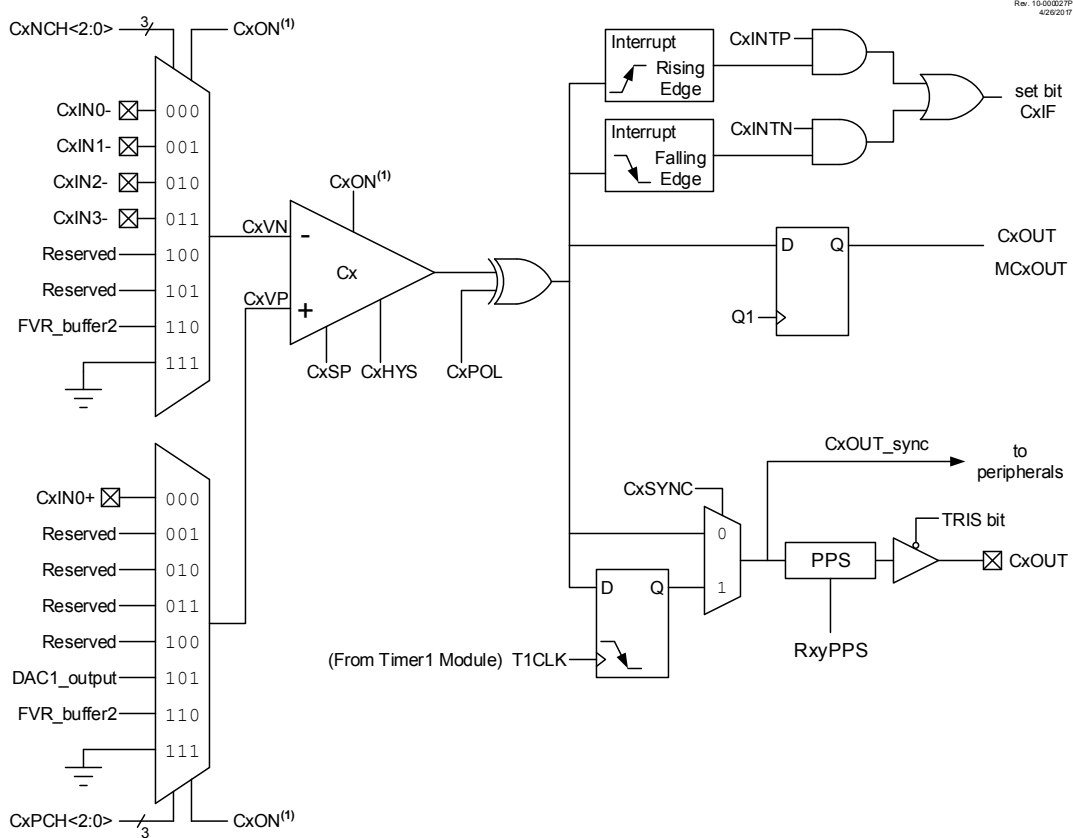 Rev. 10-000027P
4/26/2017
CxNCH<2:0>
3
CxON(1)
CxIN0-
000
CxIN1-
001
CxIN2-
010
CxIN3-
011
Reserved
100
Reserved
101
FVR_buffer2
110
111
CxVN
CxVP
CxON(1)
-
Cx
+
CxSP
CxHYS
CxPOL
Interrupt
Rising
Edge
CxINTP
Interrupt
Falling
Edge
CxINTN
set bit
CxIF
D
Q
Q1
CxOUT
MCxOUT
CxIN0+
000
Reserved
001
Reserved
010
Reserved
011
Reserved
100
DAC1_output
101
FVR_buffer2
110
111
CxPCH<2:0>
3
CxON(1)
CxOUT_sync
to
peripherals
CxSYNC
0
1
TRIS bit
PPS
CxOUT
RxyPPS
D
Q
(From Timer1 Module) T1CLK